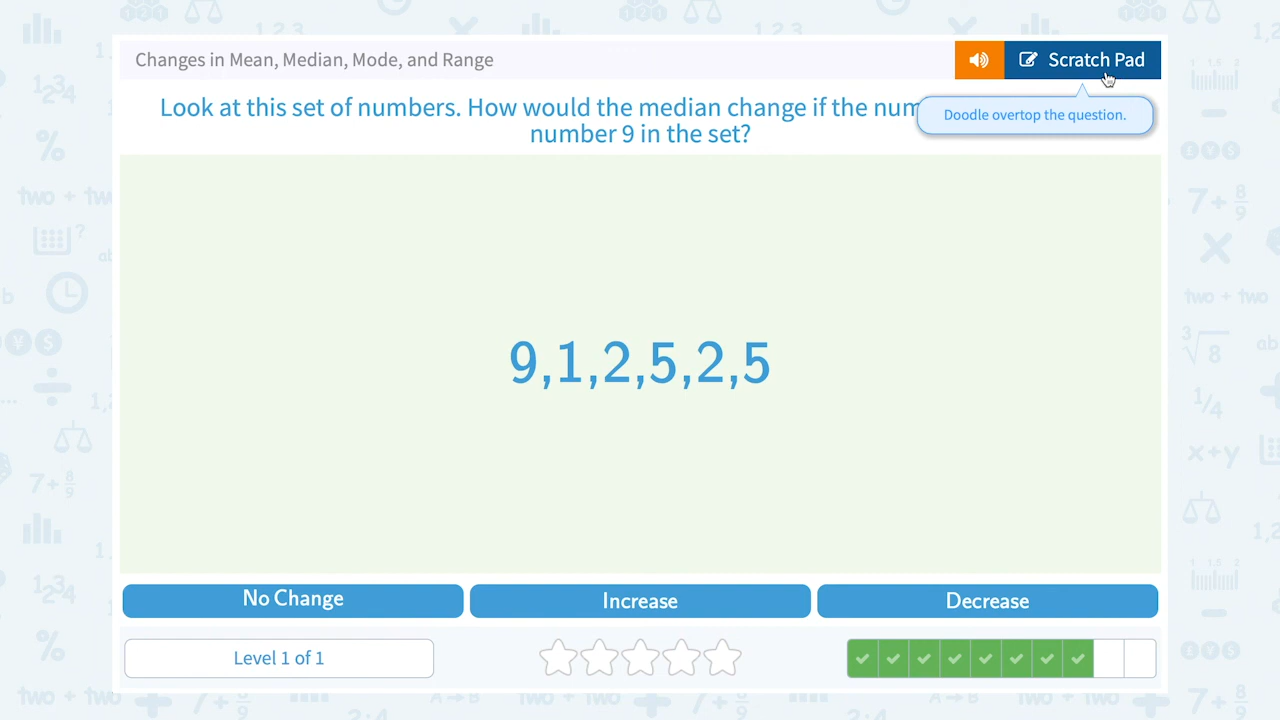 Changes in Mean, Median, Mode, and Range
Scratch Pad
Look at this set of numbers. How would the median change if the
Doodle overtop the question.
number 9 in the set?
9,1,2,5,2,5
No Change
Increase
Decrease
Level 1 of 1